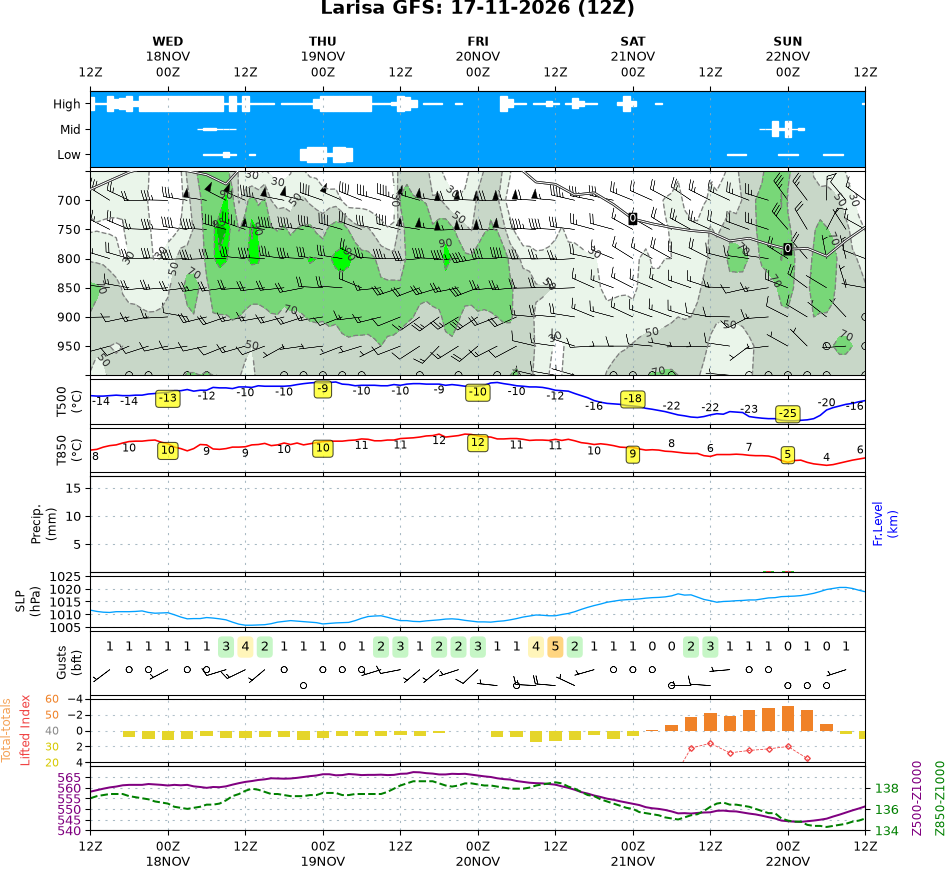 Larisa GFS: 17-11-2026 (12Z)
WED THU FRI SAT SUN
18NOV 19NOV 20NOV 21NOV 22NOV
12Z 00Z 12Z 00Z 12Z 00Z 12Z 00Z 12Z 00Z 12Z
High
Mid
Low
700
750
800
850
900
950
0 0
T500 (°C)
-14 -14 -13 -12 -10 -10 -9 -10 -10 -9 -10 -10 -12 -16 -18 -22 -22 -23 -25 -20 -16
T850 (°C)
8 10 10 9 9 10 10 11 11 12 12 11 11 10 9 8 6 7 5 4 6
Precip. (mm)
15
10
5
Fr.Level (km)
SLP (hPa)
1025
1020
1015
1010
1005
Gusts (bft)
1 1 1 1 1 1 3 4 2 1 1 1 0 1 2 3 1 2 2 3 1 1 4 5 2 1 1 1 0 0 2 3 1 1 1 1 0 1 1
Total-totals
Lifted Index
60 −4
50 −2
40 0
30 2
20 4
565
560
555
550
545
540
138
136
134
Z500-Z1000
Z850-Z1000
12Z 00Z 12Z 00Z 12Z 00Z 12Z 00Z 12Z 00Z 12Z
18NOV 19NOV 20NOV 21NOV 22NOV